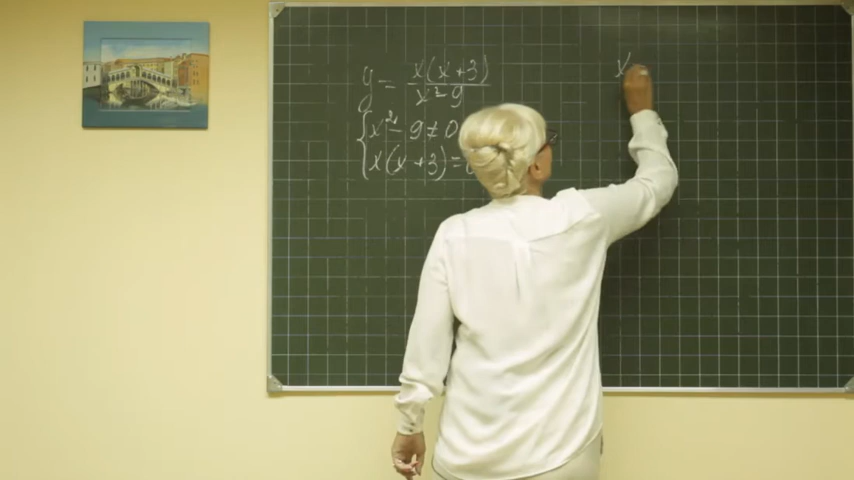 y = x(x+3)/x²-9
x²-9≠0
x(x+3)=0
x